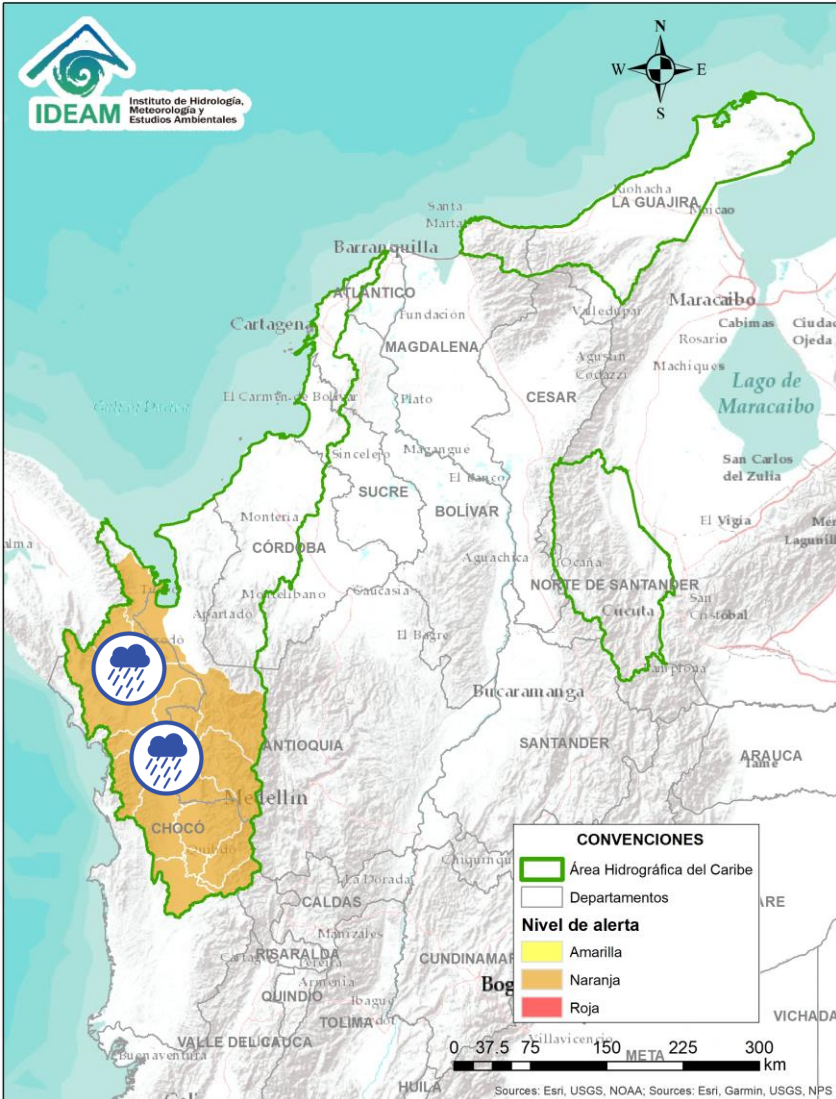 IDEAM
Instituto de Hidrología,
Meteorología y
Estudios Ambientales
N
W
E
S
Riohacha
LA GUAJIRA
Maicao
Santa
Marta
Barranquilla
ATLÁNTICO
Maracaibo
Fundación
Valledupar
Cabimas
Ciudad
Ojeda
Cartagena
Rosario
MAGDALENA
Agustín
Codazzi
Machiques
Lago de
Maracaibo
El Carmen de Bolívar
Plato
CESAR
Sincelejo
Magangué
San Carlos
del Zulia
SUCRE
El Banco
BOLÍVAR
Montería
El Vigía
CÓRDOBA
Aguachica
Ocaña
NORTE DE SANTANDER
Montelíbano
Caucasia
Apartadó
Cúcuta
San
Cristóbal
El Bagre
Pamplona
Bucaramanga
ANTIOQUIA
SANTANDER
ARAUCA
Tame
Medellín
CHOCÓ
Quibdó
La Dorada
CALDAS
Manizales
RISARALDA
Pereira
Armenia
QUINDÍO
Ibagué
TOLIMA
VALLE DEL CAUCA
Buenaventura
Villavicencio
META
VICHADA
HUILA
CONVENCIONES
Área Hidrográfica del Caribe
Departamentos
Nivel de alerta
Amarilla
Naranja
Roja
0 37.5 75 150 225 300
km
Sources: Esri, USGS, NOAA; Sources: Esri, Garmin, USGS, NPS